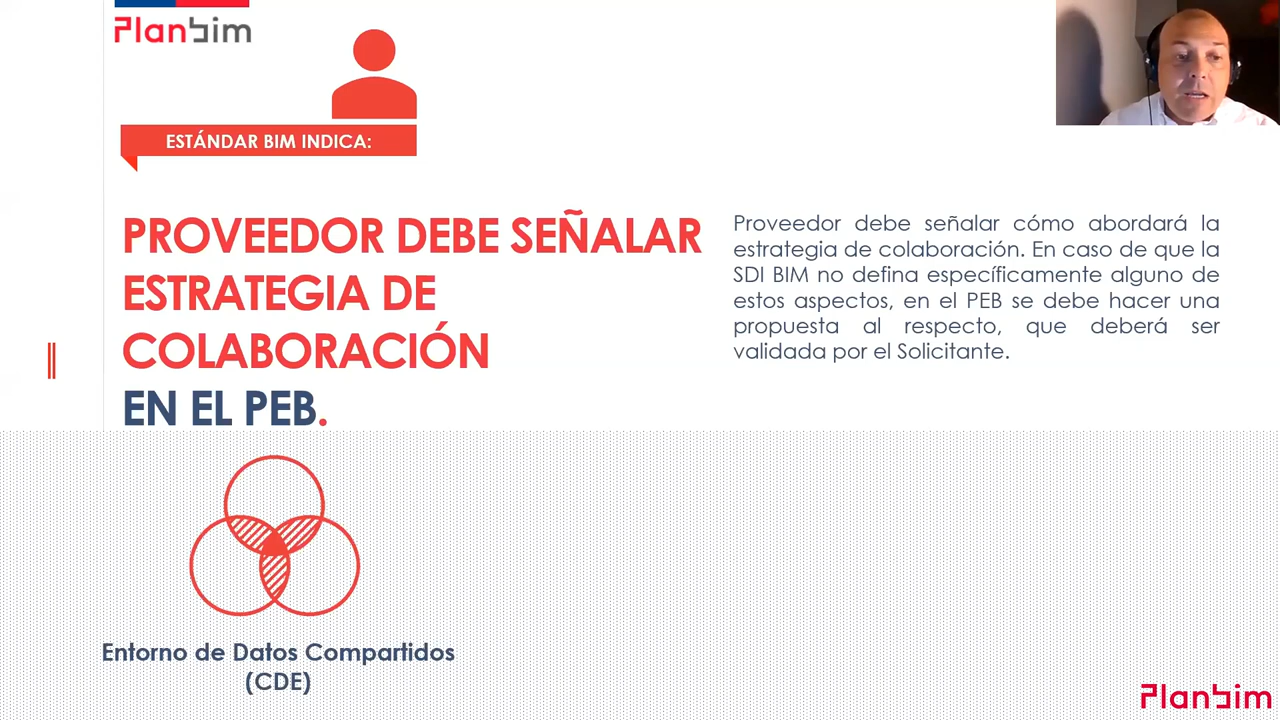 Planbim
ESTÁNDAR BIM INDICA:
PROVEEDOR DEBE SEÑALAR
ESTRATEGIA DE
COLABORACIÓN
EN EL PEB.
Proveedor debe señalar cómo abordará la
estrategia de colaboración. En caso de que la
SDI BIM no defina específicamente alguno de
estos aspectos, en el PEB se debe hacer una
propuesta al respecto, que deberá ser
validada por el Solicitante.
Entorno de Datos Compartidos
(CDE)
Planbim